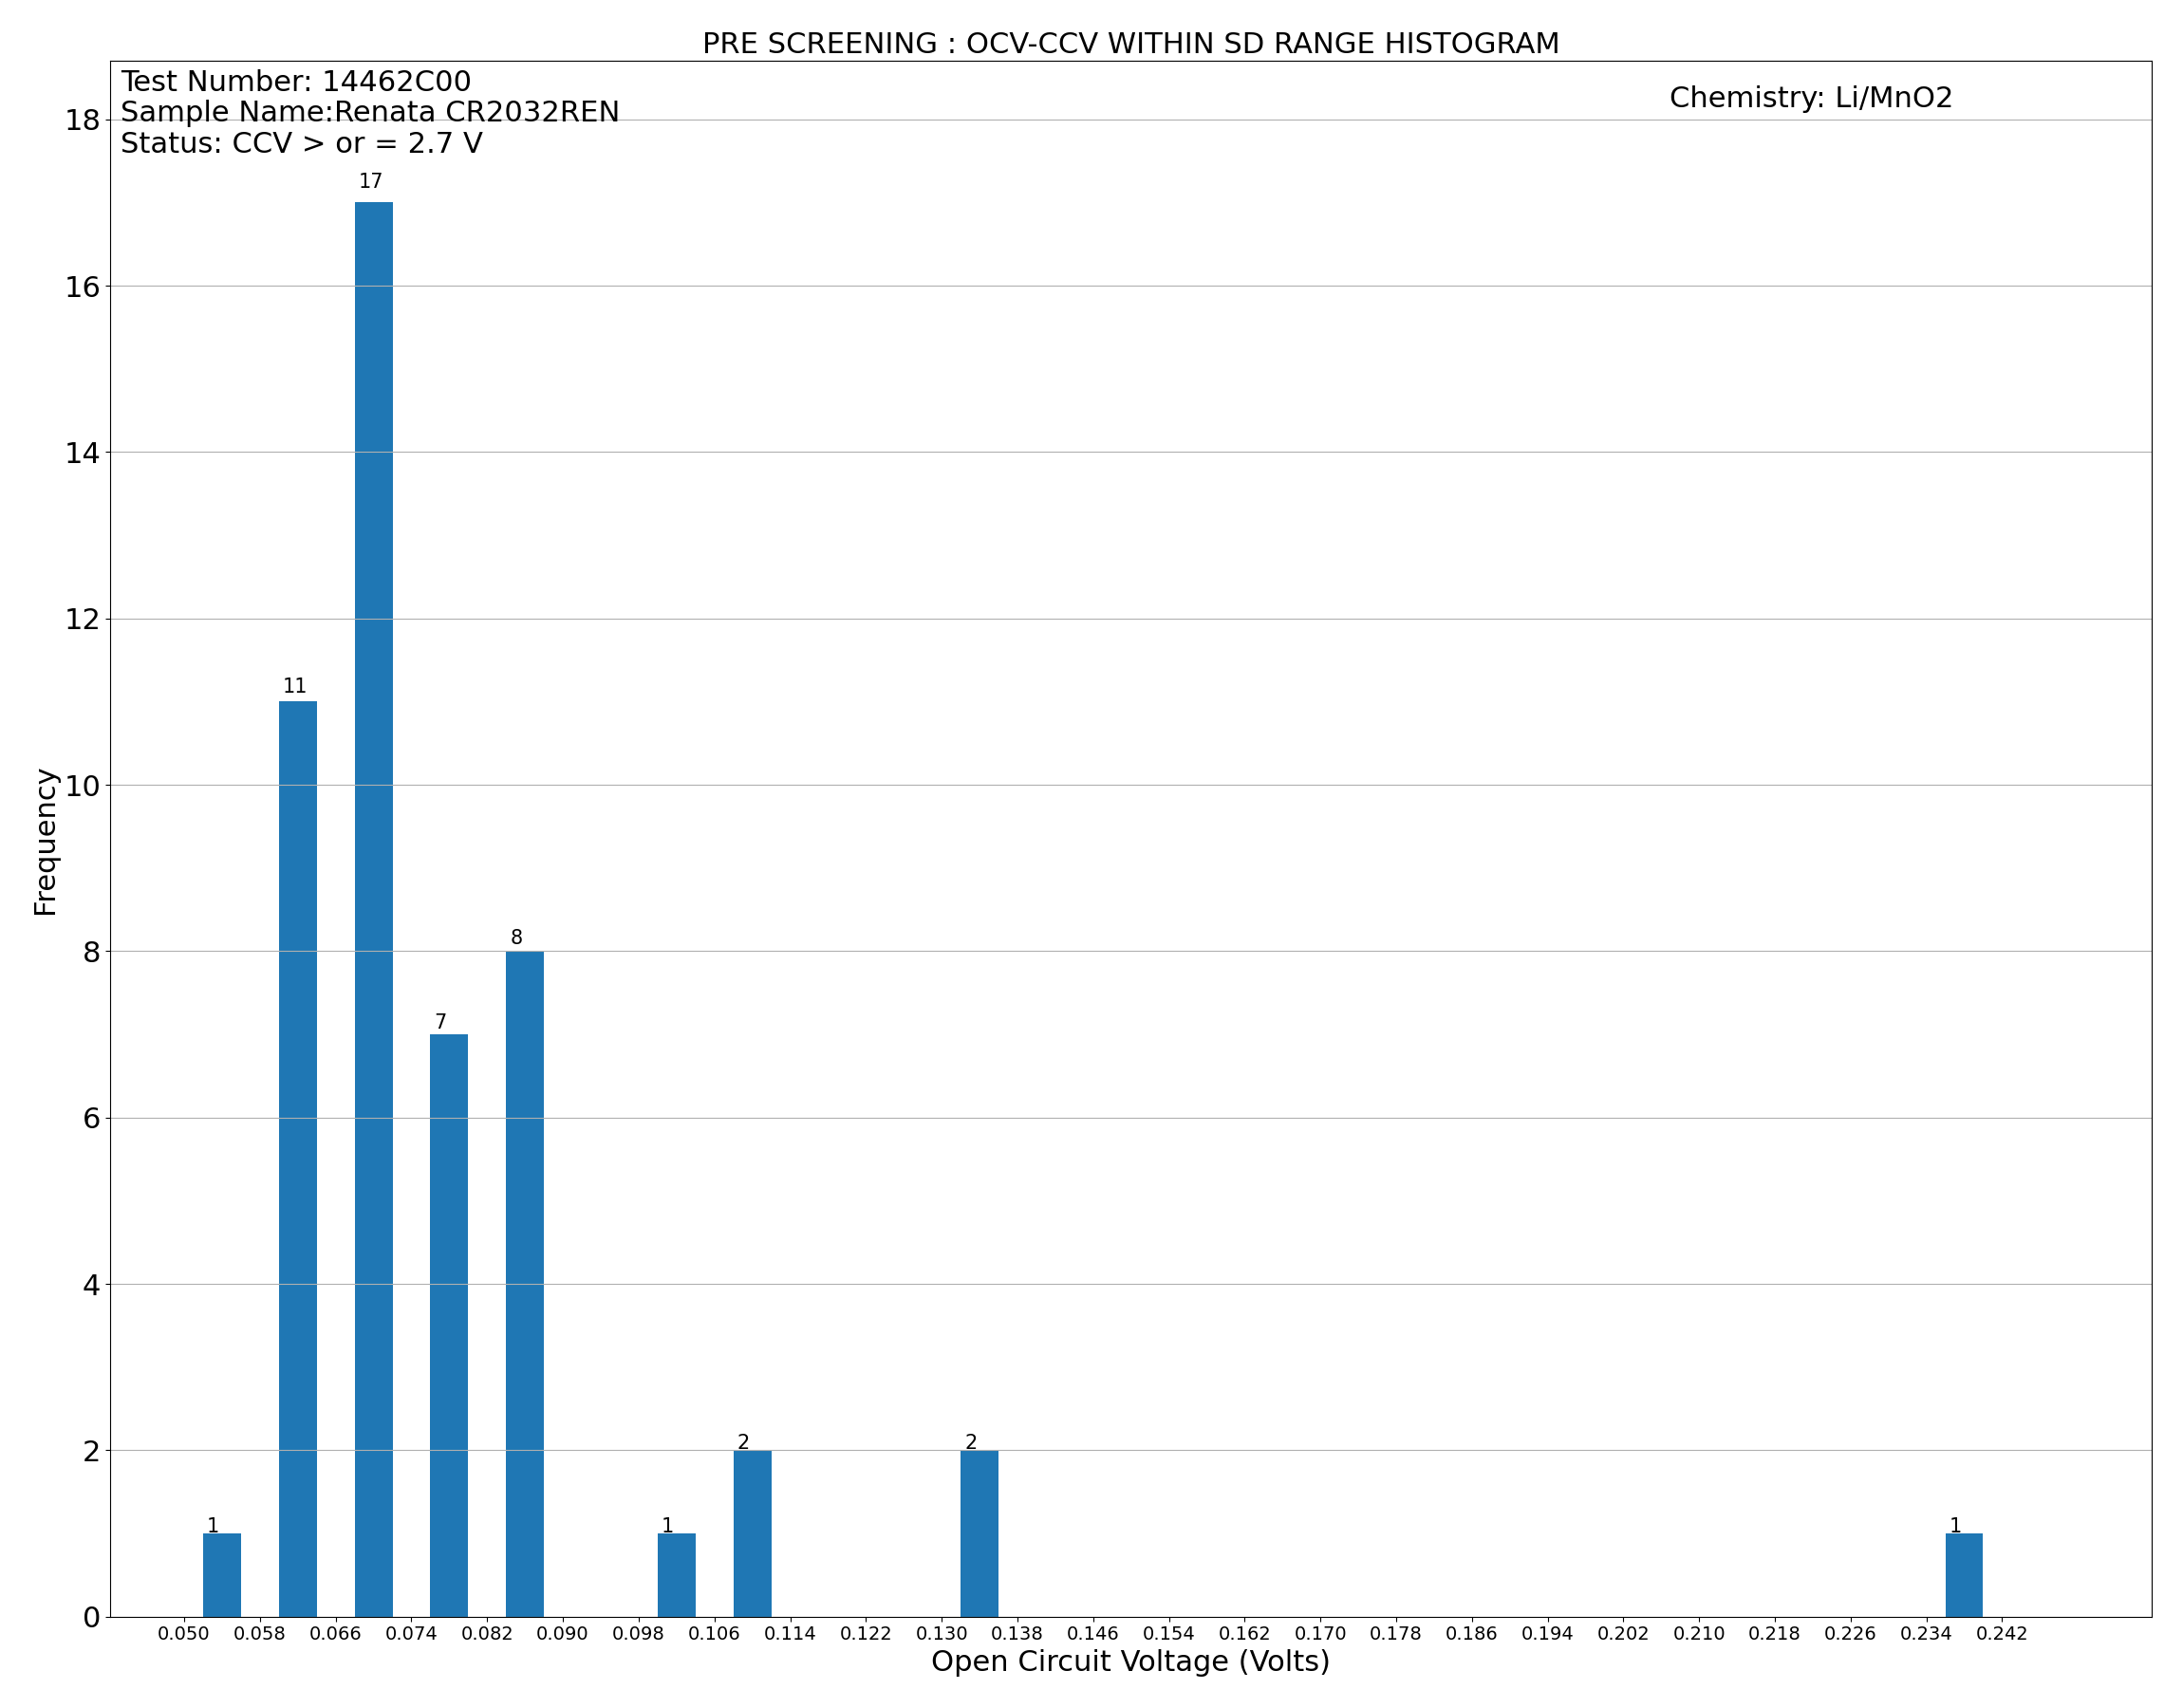 PRE SCREENING : OCV-CCV WITHIN SD RANGE HISTOGRAM
Test Number: 14462C00
Sample Name:Renata CR2032REN
Status: CCV > or = 2.7 V
Chemistry: Li/MnO2
18
16
14
12
10
8
6
4
2
0
Frequency
1
11
17
7
8
1
2
2
1
0.050 0.058 0.066 0.074 0.082 0.090 0.098 0.106 0.114 0.122 0.130 0.138 0.146 0.154 0.162 0.170 0.178 0.186 0.194 0.202 0.210 0.218 0.226 0.234 0.242
Open Circuit Voltage (Volts)